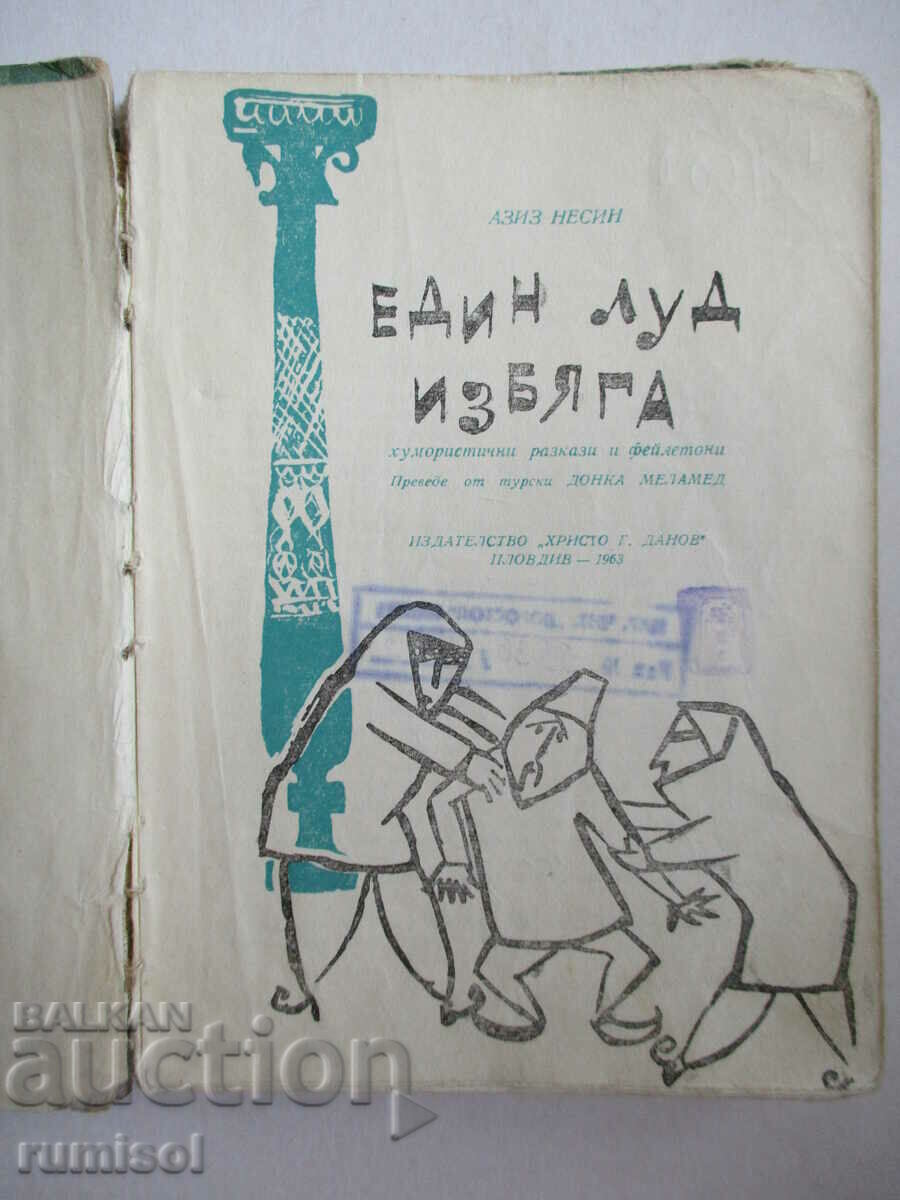 АЗИЗ НЕСИН
ЕДИН ЛУД
ИЗБЯГА
хумористични разкази и фейлетони
Преведе от турски ДОНКА МЕЛАМЕД
ИЗДАТЕЛСТВО „ХРИСТО Г. ДАНОВ"
ПЛОВДИВ — 1963
BALKAN
auction
rumisol